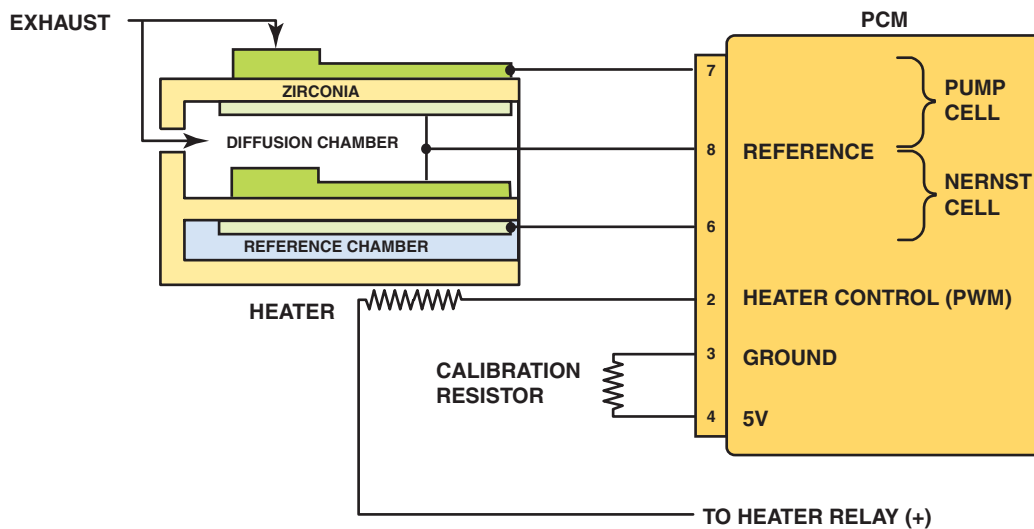 EXHAUST
PCM
ZIRCONIA
DIFFUSION CHAMBER
REFERENCE CHAMBER
HEATER
CALIBRATION
RESISTOR
7
8
6
2
3
4
REFERENCE
PUMP
CELL
NERNST
CELL
HEATER CONTROL (PWM)
GROUND
5V
TO HEATER RELAY (+)